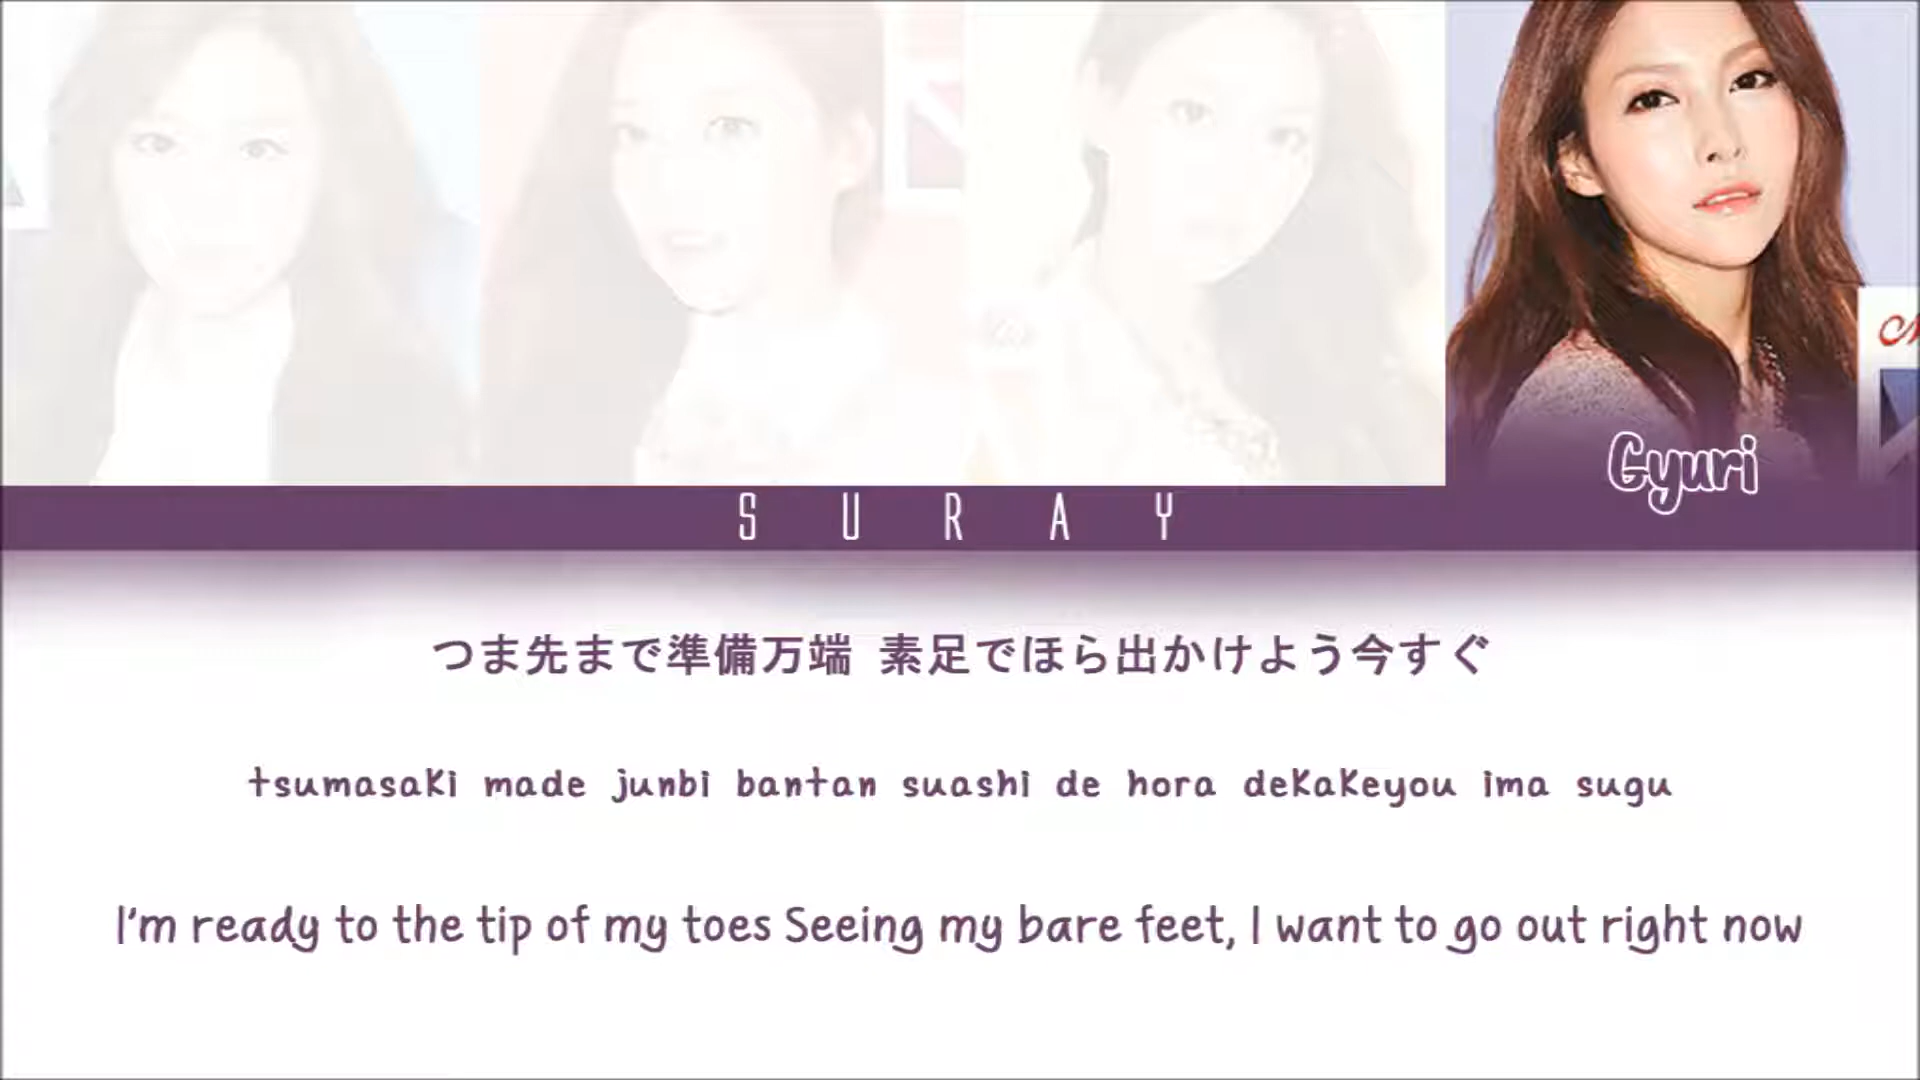 Gyuri
SURAY
つま先まで準備万端 素足でほら出かけよう今すぐ
tsumasaki made junbi bantan suashi de hora dekakeyou ima sugu
I'm ready to the tip of my toes Seeing my bare feet, I want to go out right now